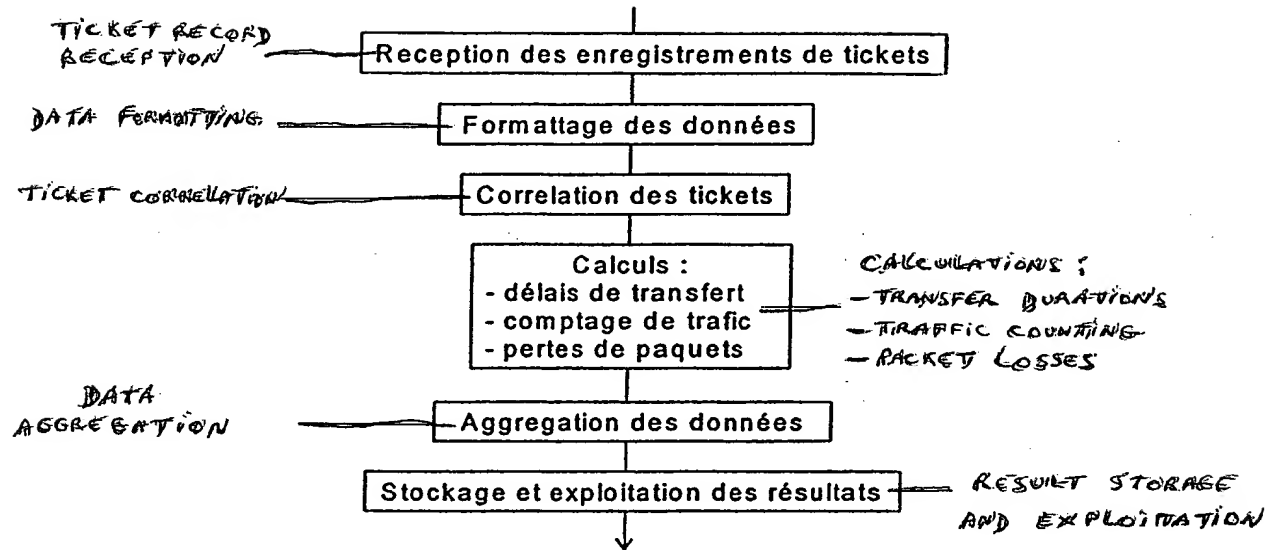 TICKET RECORD
RECEPTION
Reception des enregistrements de tickets
DATA FORMATTING
Formattage des données
TICKET CORRELATION
Correlation des tickets
Calculs :
- délais de transfert
- comptage de trafic
- pertes de paquets
CALCULATIONS :
- TRANSFER DURATIONS
- TRAFFIC COUNTING
- PACKET LOSSES
DATA
AGGREGATION
Aggregation des données
Stockage et exploitation des résultats
RESULT STORAGE
AND EXPLOITATION